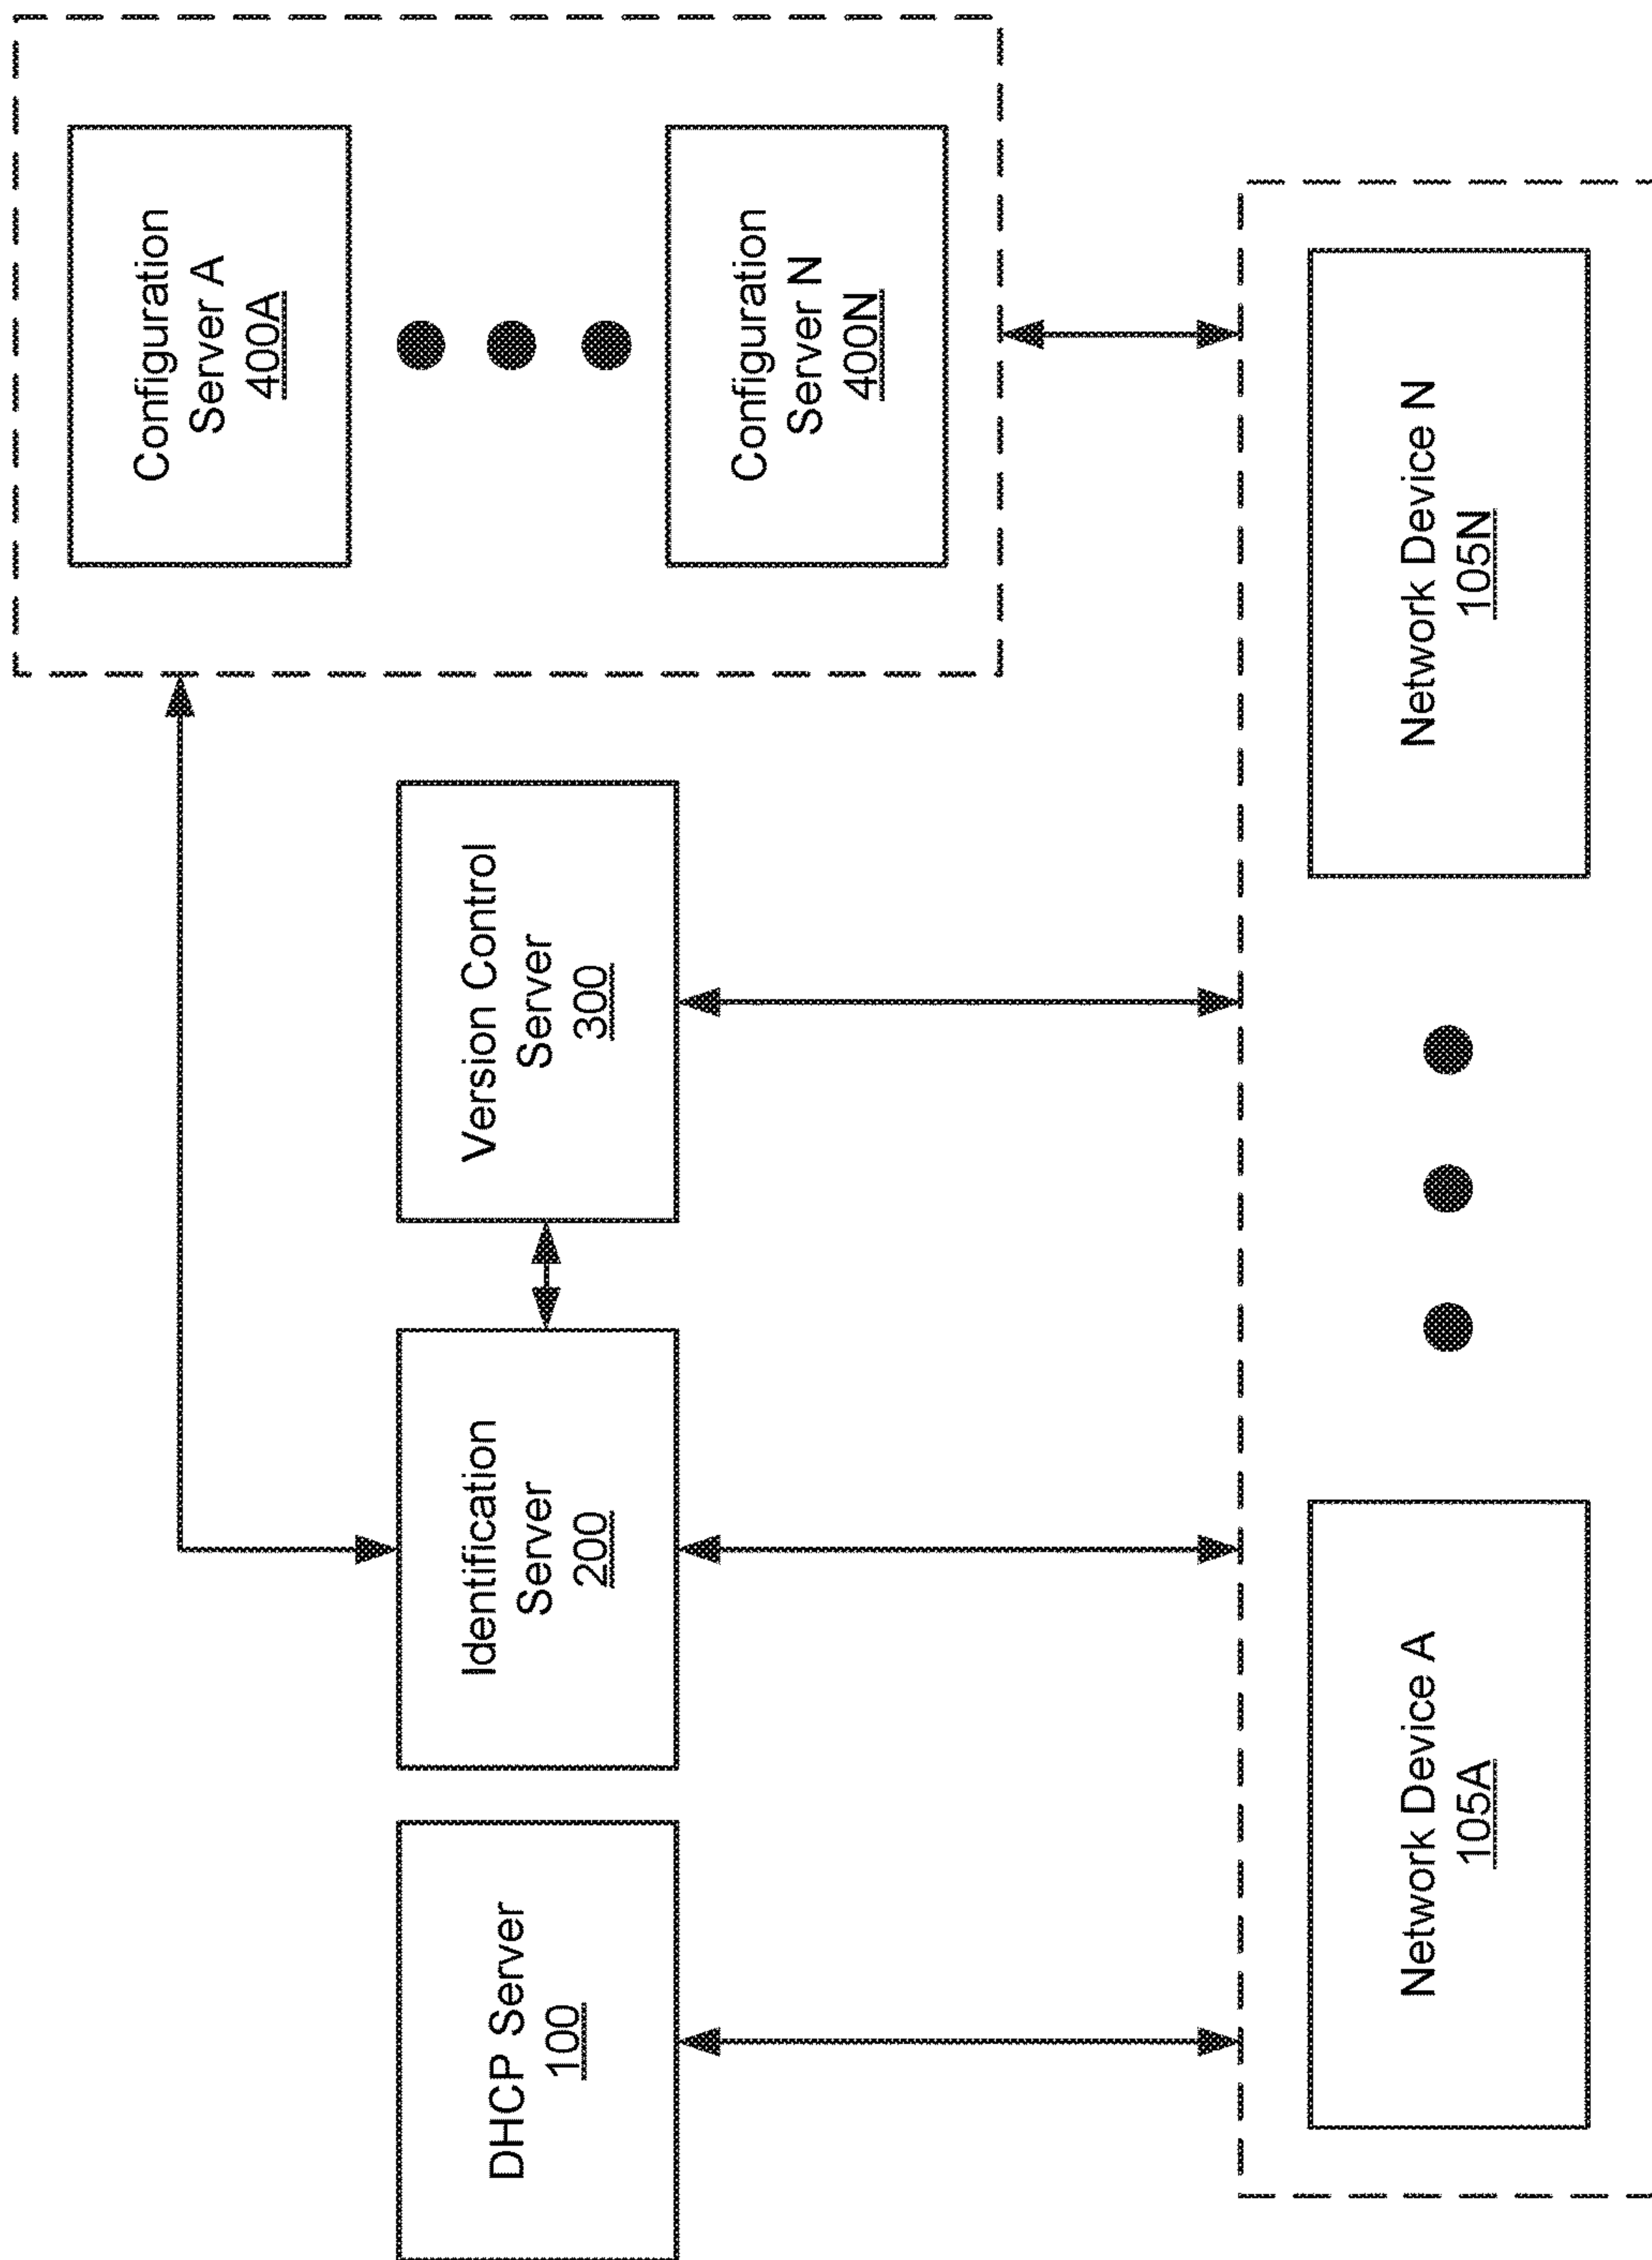 Configuration
Server A
400A
Configuration
Server N
400N
Version Control
Server
300
Identification
Server
200
DHCP Server
100
Network Device A
105A
Network Device N
105N